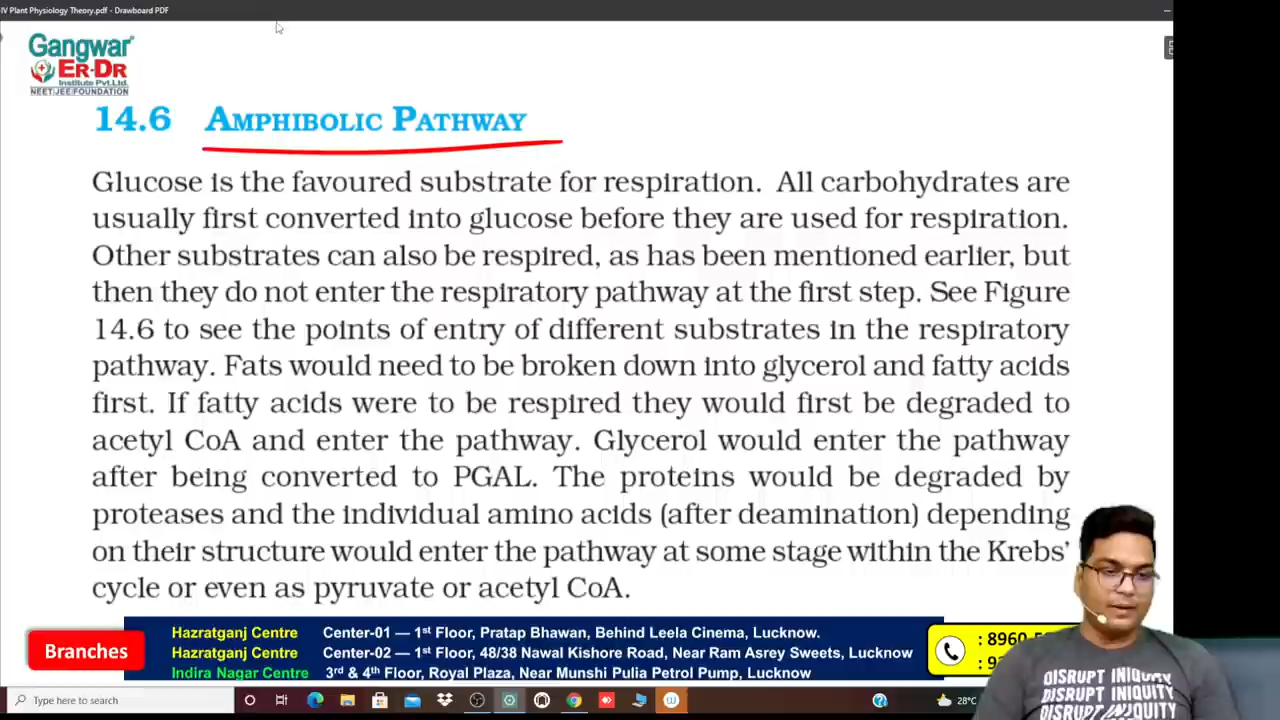 IV Plant Physiology Theory.pdf - Drawboard PDF
Gangwar
ER-DR
Institute Pvt.Ltd.
NEET|JEE|FOUNDATION
14.6 AMPHIBOLIC PATHWAY
Glucose is the favoured substrate for respiration. All carbohydrates are
usually first converted into glucose before they are used for respiration.
Other substrates can also be respired, as has been mentioned earlier, but
then they do not enter the respiratory pathway at the first step. See Figure
14.6 to see the points of entry of different substrates in the respiratory
pathway. Fats would need to be broken down into glycerol and fatty acids
first. If fatty acids were to be respired they would first be degraded to
acetyl CoA and enter the pathway. Glycerol would enter the pathway
after being converted to PGAL. The proteins would be degraded by
proteases and the individual amino acids (after deamination) depending
on their structure would enter the pathway at some stage within the Krebs'
cycle or even as pyruvate or acetyl CoA.
Branches
Hazratganj Centre Center-01 — 1st Floor, Pratap Bhawan, Behind Leela Cinema, Lucknow.
Hazratganj Centre Center-02 — 1st Floor, 48/38 Nawal Kishore Road, Near Ram Asrey Sweets, Lucknow
Indira Nagar Centre 3rd & 4th Floor, Royal Plaza, Near Munshi Pulia Petrol Pump, Lucknow
: 8960
DISRUPT INIQUITY
DISRUPT INIQUITY
DISRUPT INIQUITY
Type here to search
28°C